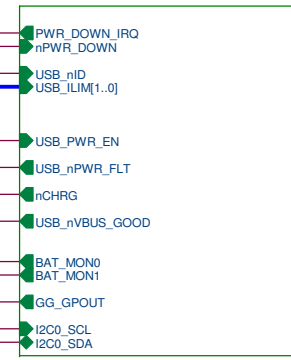 PWR_DOWN_IRQ
nPWR_DOWN
USB_nID
USB_ILIM[1..0]
USB_PWR_EN
USB_nPWR_FLT
nCHRG
USB_nVBUS_GOOD
BAT_MON0
BAT_MON1
GG_GPOUT
I2C0_SCL
I2C0_SDA